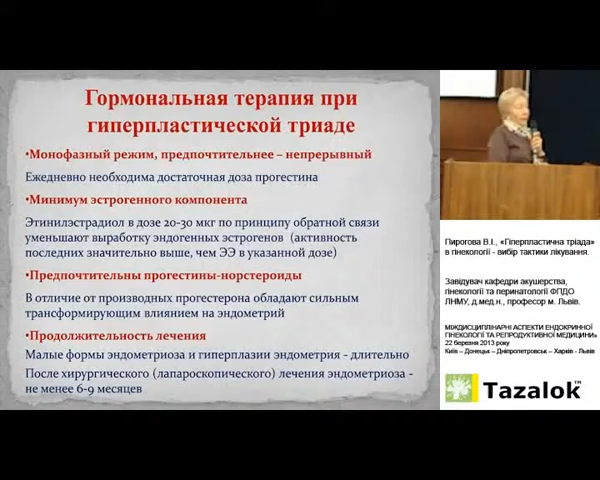 Гормональная терапия при
гиперпластической триаде
•Монофазный режим, предпочтительнее – непрерывный
Ежедневно необходима достаточная доза прогестина
•Минимум эстрогенного компонента
Этинилэстрадиол в дозе 20-30 мкг по принципу обратной связи
уменьшают выработку эндогенных эстрогенов (активность
последних значительно выше, чем ЭЭ в указанной дозе)
•Предпочтительны прогестины-норстероиды
В отличие от производных прогестерона обладают сильным
трансформирующим влиянием на эндометрий
•Продолжительность лечения
Малые формы эндометриоза и гиперплазии эндометрия - длительно
После хирургического (лапароскопического) лечения эндометриоза -
не менее 6-9 месяцев
Пирогова В.І., «Гіперпластична тріада»
в гінекології - вибір тактики лікування.
Завідувач кафедри акушерства,
гінекології та перинатології ФПДО
ЛНМУ, д.мед.н., професор м. Львів.
МІЖДИСЦИПЛІНАРНІ АСПЕКТИ ЕНДОКРИННОЇ
ГІНЕКОЛОГІЇ ТА РЕПРОДУКТИВНОЇ МЕДИЦИНИ»
22 березня 2013 року
Київ – Донецьк – Дніпропетровськ – Харків - Львів
Tazalok™